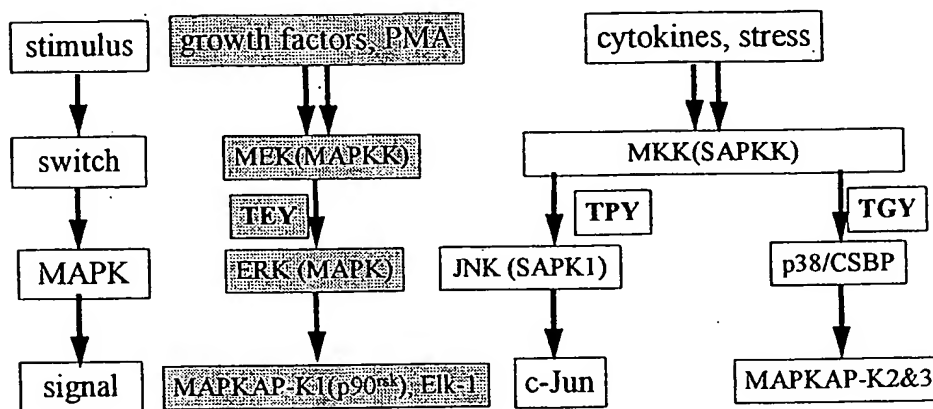 stimulus
growth factors, PMA
cytokines, stress
switch
MEK(MAPKK)
MKK(SAPKK)
TEY
TPY
TGY
MAPK
ERK (MAPK)
JNK (SAPK1)
p38/CSBP
signal
MAPKAP-K1(p90rsk), Elk-1
c-Jun
MAPKAP-K2&3